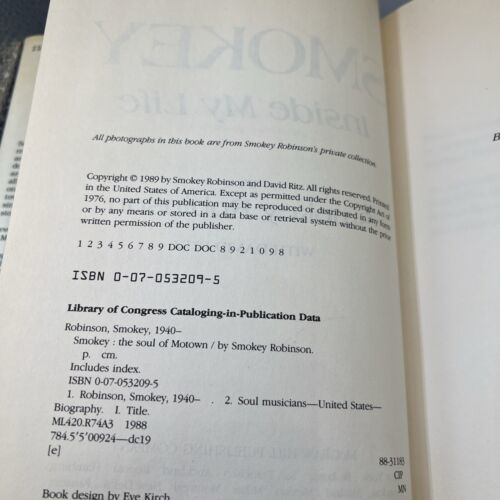 SMOKEY
Inside My Life
All photographs in this book are from Smokey Robinson's private collection.
Copyright © 1989 by Smokey Robinson and David Ritz. All rights reserved. Printed
in the United States of America. Except as permitted under the Copyright Act of
1976, no part of this publication may be reproduced or distributed in any form
or by any means or stored in a data base or retrieval system without the prior
written permission of the publisher.
1 2 3 4 5 6 7 8 9 DOC DOC 8 9 2 1 0 9 8
ISBN 0-07-053209-5
Library of Congress Cataloging-in-Publication Data
Robinson, Smokey, 1940–
Smokey : the soul of Motown / by Smokey Robinson.
p. cm.
Includes index.
ISBN 0-07-053209-5
1. Robinson, Smokey, 1940– . 2. Soul musicians—United States—
Biography. I. Title.
ML420.R74A3 1988
784.5'5'00924—dc19
[e]
88-31183
CIP
MN
Book design by Eve Kirch